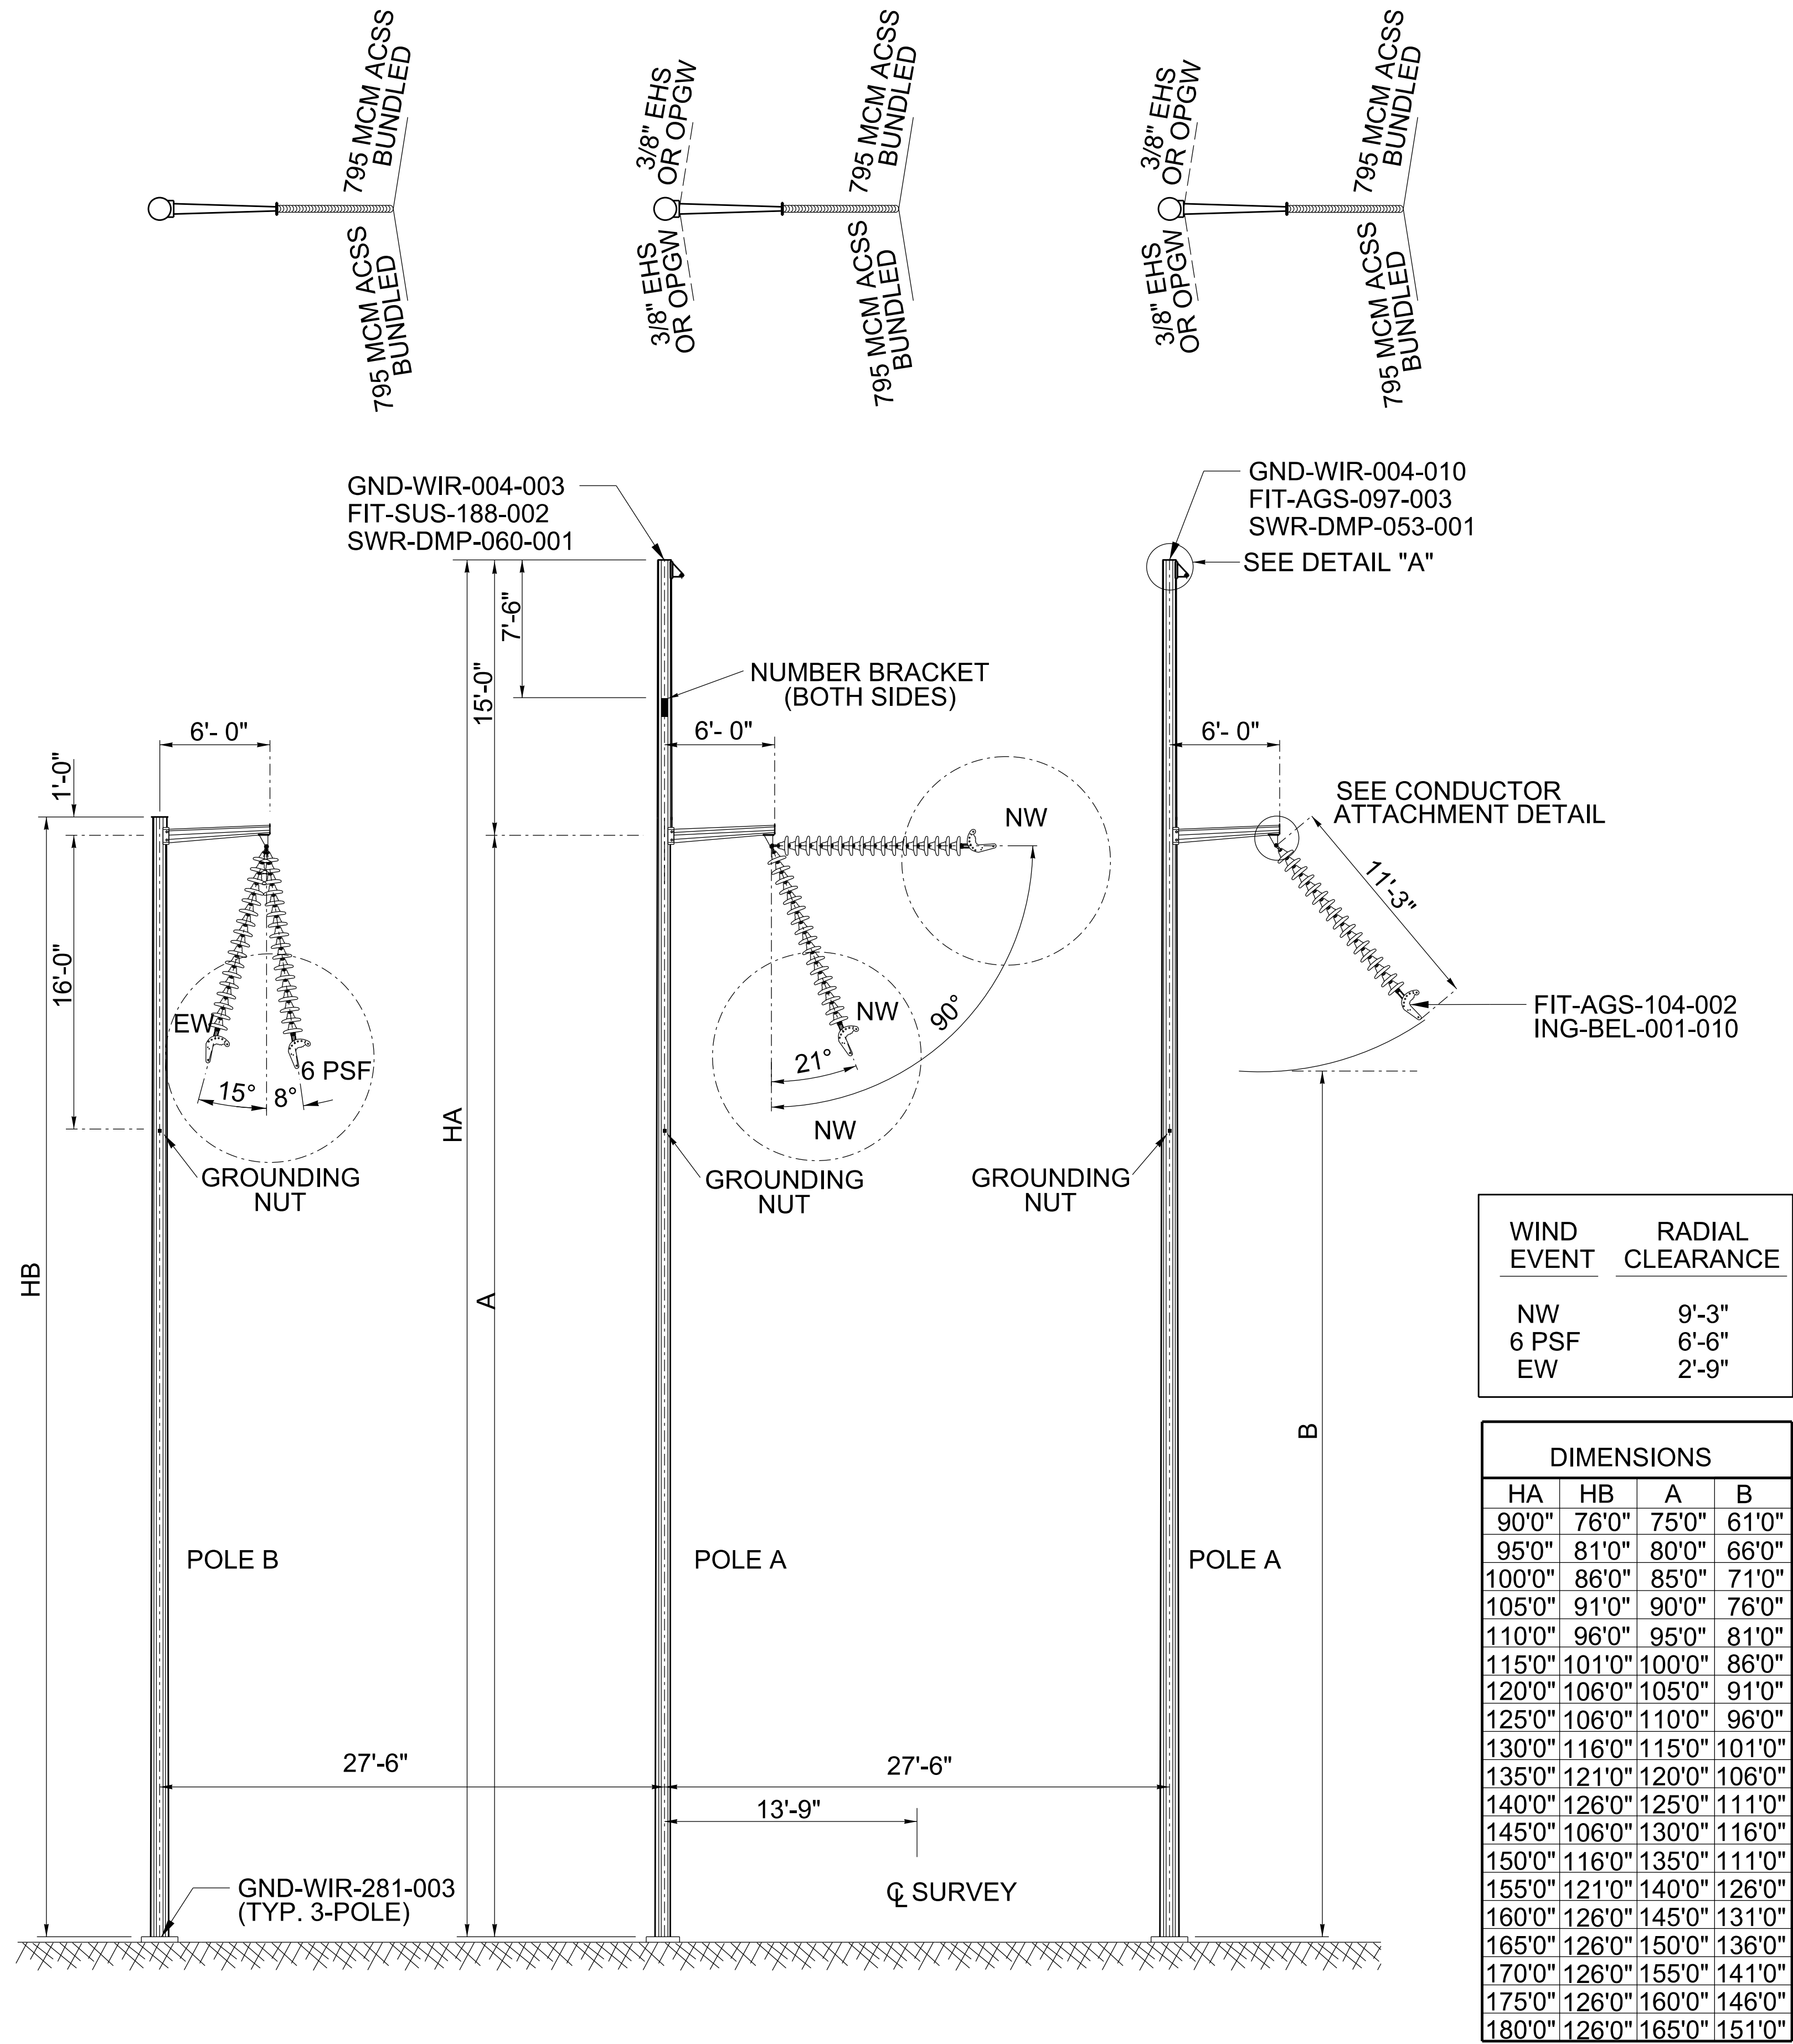 795 MCM ACSS
BUNDLED
795 MCM ACSS
BUNDLED
3/8" EHS
OR OPGW
795 MCM ACSS
BUNDLED
3/8" EHS
OR OPGW
795 MCM ACSS
BUNDLED
3/8" EHS
OR OPGW
795 MCM ACSS
BUNDLED
3/8" EHS
OR OPGW
795 MCM ACSS
BUNDLED
GND-WIR-004-003
FIT-SUS-188-002
SWR-DMP-060-001
GND-WIR-004-010
FIT-AGS-097-003
SWR-DMP-053-001
SEE DETAIL "A"
7'-6"
15'-0"
NUMBER BRACKET
(BOTH SIDES)
6'- 0"
6'- 0"
6'- 0"
1'-0"
SEE CONDUCTOR
ATTACHMENT DETAIL
NW
11'-3"
16'-0"
EW
6 PSF
15°
8°
NW
21°
90°
NW
FIT-AGS-104-002
ING-BEL-001-010
HA
GROUNDING
NUT
GROUNDING
NUT
GROUNDING
NUT
HB
A
B
WIND RADIAL
EVENT CLEARANCE
NW 9'-3"
6 PSF 6'-6"
EW 2'-9"
DIMENSIONS
HA HB A B
90'0" 76'0" 75'0" 61'0"
95'0" 81'0" 80'0" 66'0"
100'0" 86'0" 85'0" 71'0"
105'0" 91'0" 90'0" 76'0"
110'0" 96'0" 95'0" 81'0"
115'0" 101'0" 100'0" 86'0"
120'0" 106'0" 105'0" 91'0"
125'0" 106'0" 110'0" 96'0"
130'0" 116'0" 115'0" 101'0"
135'0" 121'0" 120'0" 106'0"
140'0" 126'0" 125'0" 111'0"
145'0" 106'0" 130'0" 116'0"
150'0" 116'0" 135'0" 111'0"
155'0" 121'0" 140'0" 126'0"
160'0" 126'0" 145'0" 131'0"
165'0" 126'0" 150'0" 136'0"
170'0" 126'0" 155'0" 141'0"
175'0" 126'0" 160'0" 146'0"
180'0" 126'0" 165'0" 151'0"
POLE B
POLE A
POLE A
27'-6"
27'-6"
13'-9"
GND-WIR-281-003
(TYP. 3-POLE)
℄ SURVEY